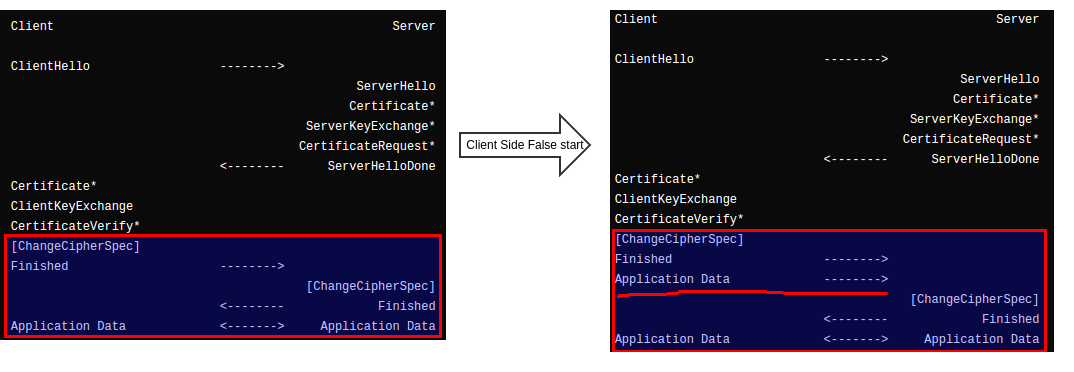 Client Server
ClientHello -------->
ServerHello
Certificate*
ServerKeyExchange*
CertificateRequest*
<-------- ServerHelloDone
Certificate*
ClientKeyExchange
CertificateVerify*
[ChangeCipherSpec]
Finished -------->
[ChangeCipherSpec]
<-------- Finished
Application Data <-------> Application Data
Client Side False start
Client Server
ClientHello -------->
ServerHello
Certificate*
ServerKeyExchange*
CertificateRequest*
<-------- ServerHelloDone
Certificate*
ClientKeyExchange
CertificateVerify*
[ChangeCipherSpec]
Finished -------->
Application Data -------->
[ChangeCipherSpec]
<-------- Finished
Application Data <-------> Application Data